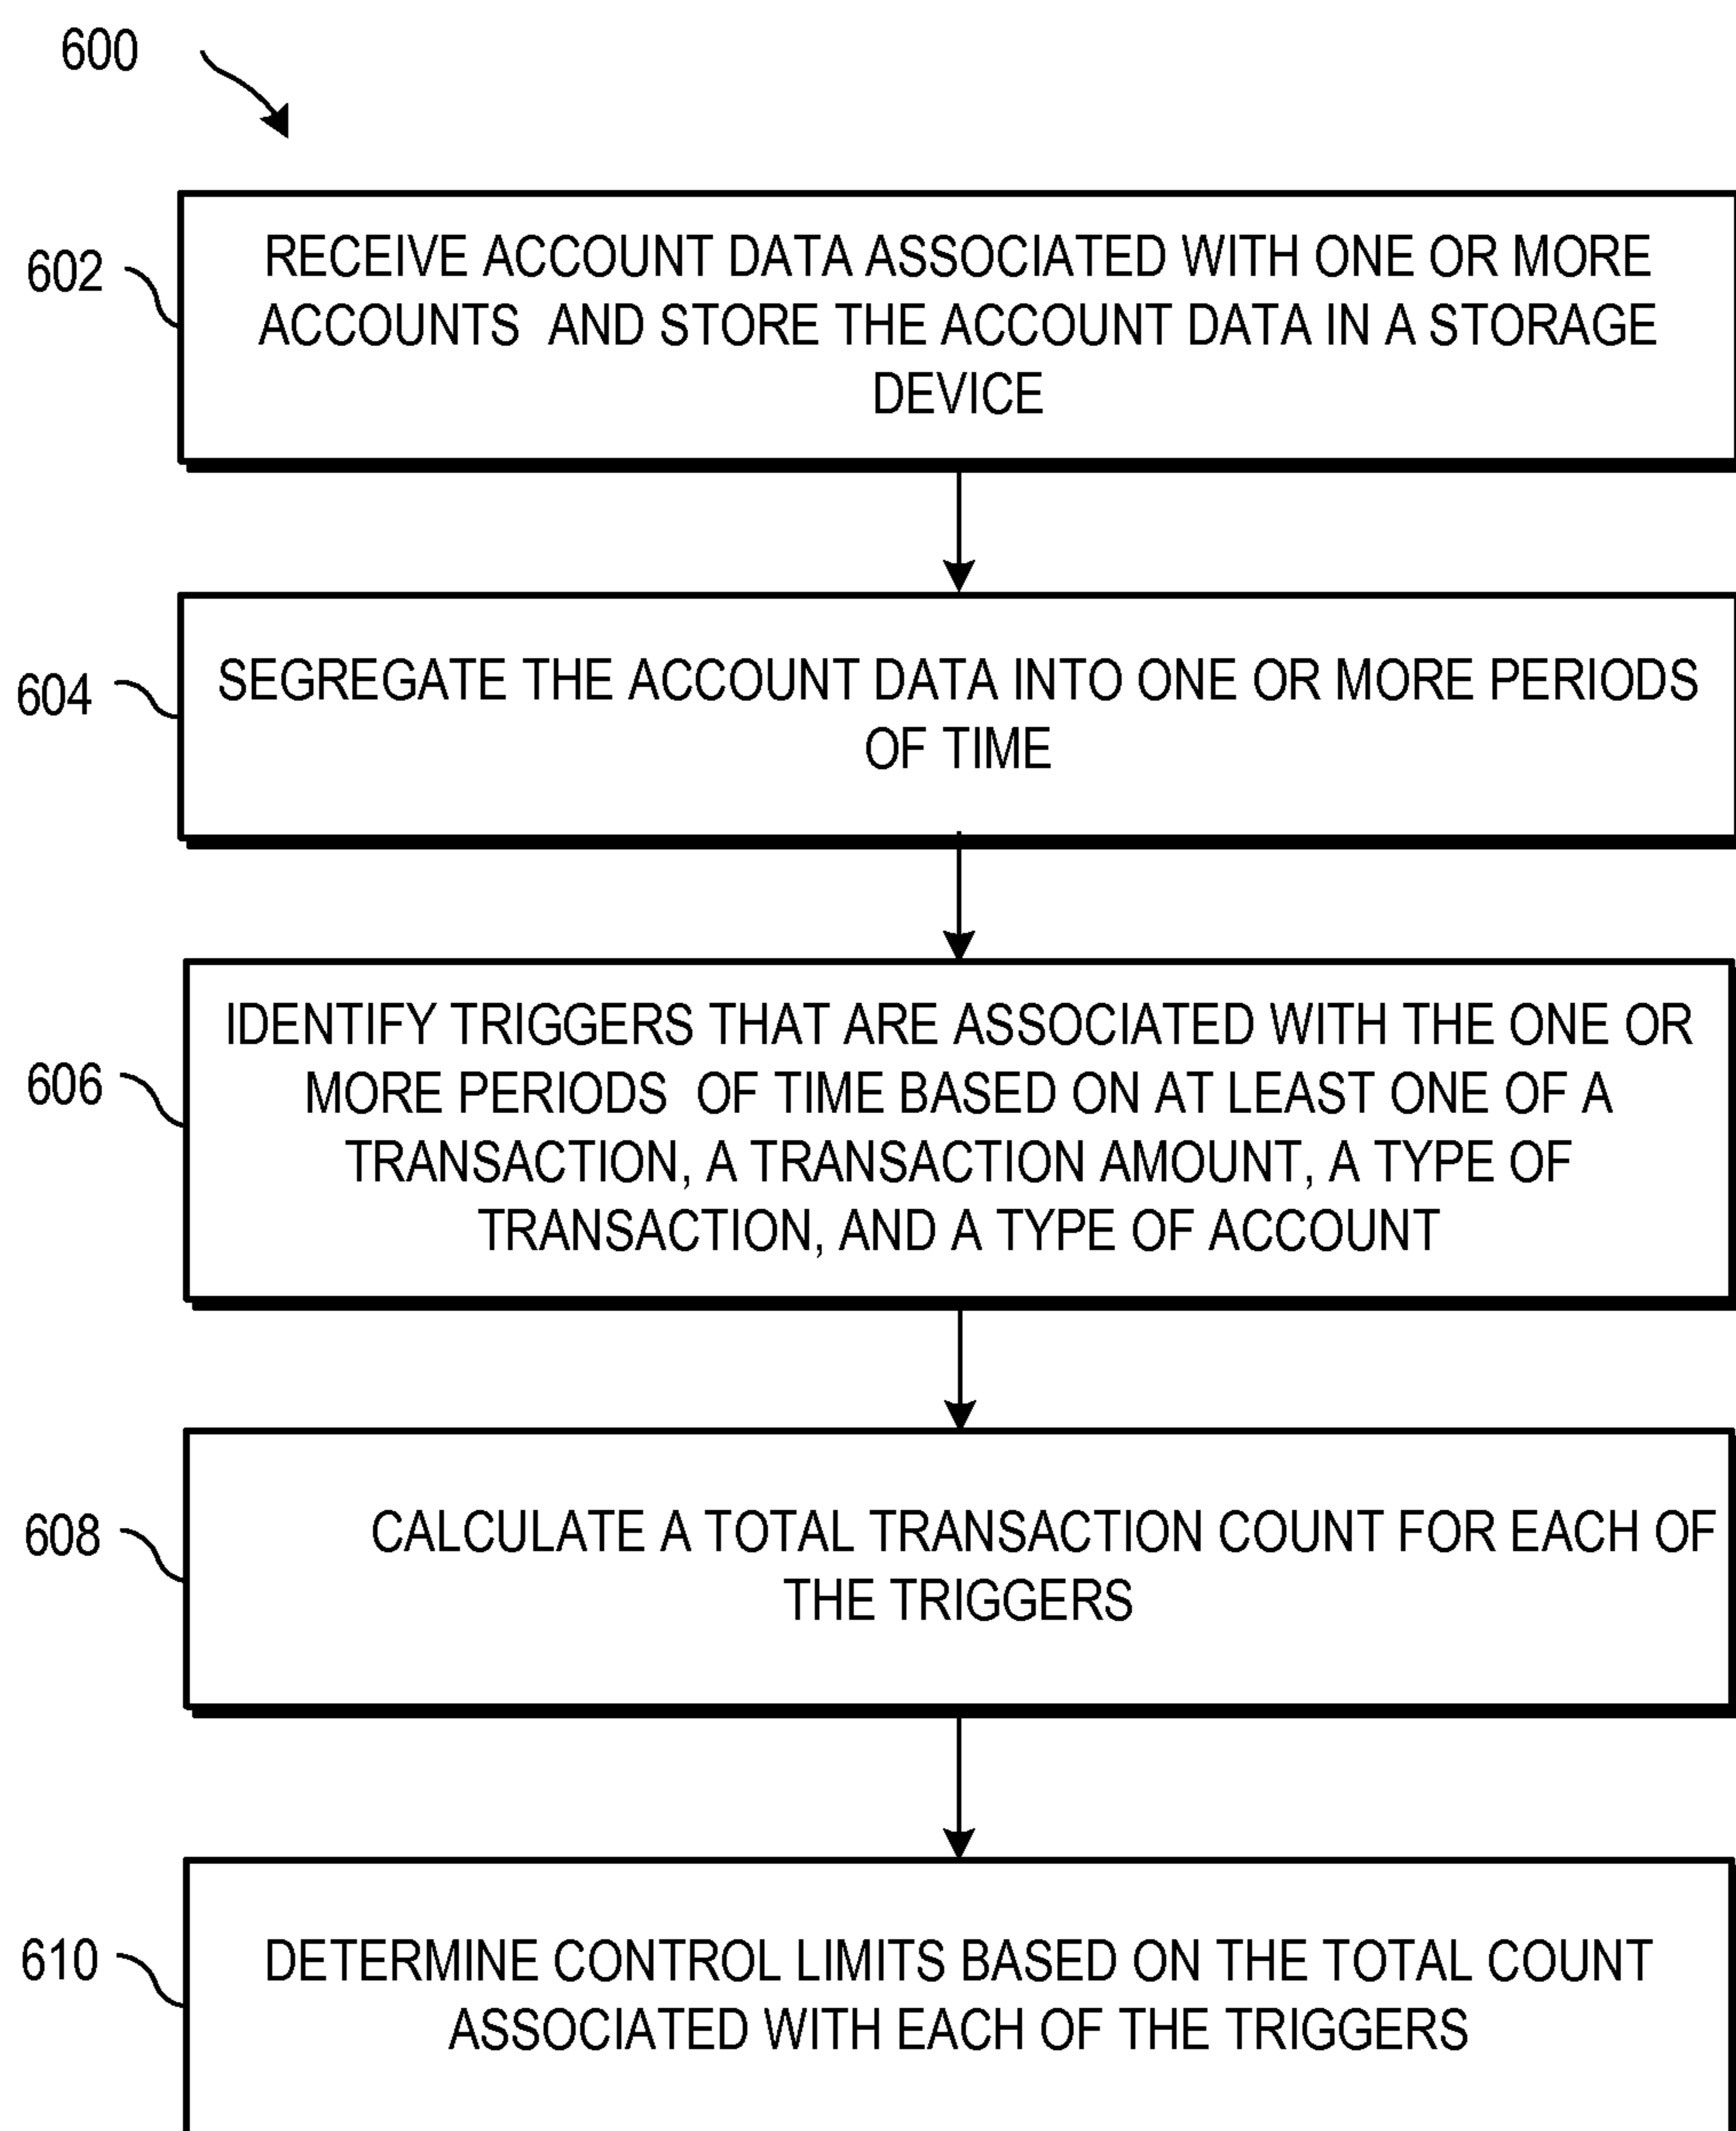 600
602
RECEIVE ACCOUNT DATA ASSOCIATED WITH ONE OR MORE
ACCOUNTS AND STORE THE ACCOUNT DATA IN A STORAGE
DEVICE
604
SEGREGATE THE ACCOUNT DATA INTO ONE OR MORE PERIODS
OF TIME
606
IDENTIFY TRIGGERS THAT ARE ASSOCIATED WITH THE ONE OR
MORE PERIODS OF TIME BASED ON AT LEAST ONE OF A
TRANSACTION, A TRANSACTION AMOUNT, A TYPE OF
TRANSACTION, AND A TYPE OF ACCOUNT
608
CALCULATE A TOTAL TRANSACTION COUNT FOR EACH OF
THE TRIGGERS
610
DETERMINE CONTROL LIMITS BASED ON THE TOTAL COUNT
ASSOCIATED WITH EACH OF THE TRIGGERS